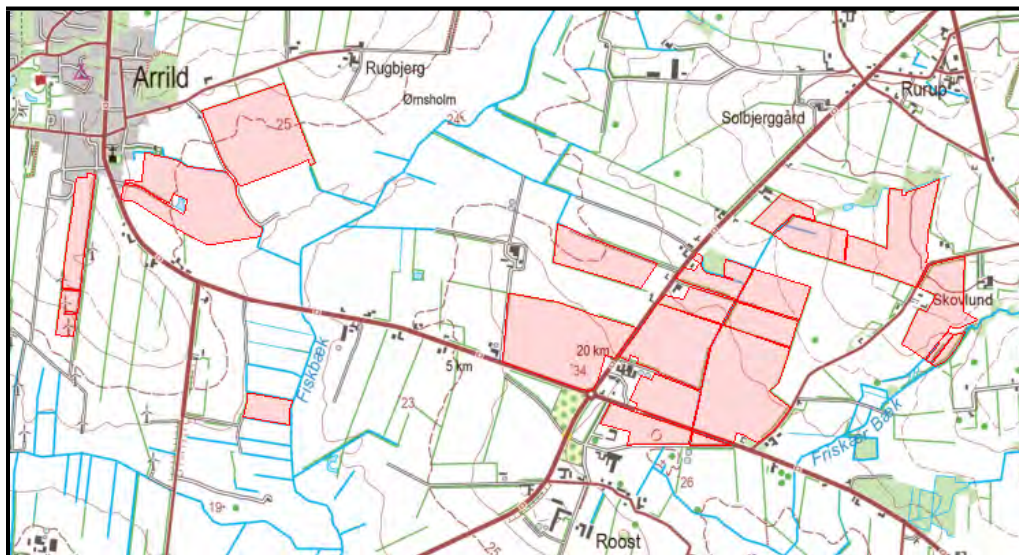 Arrild
Rugbjerg
Ørnsholm
24
25
Solbjerggård
Rurup
Skovlund
Friskbæk
20 km
5 km
34
23
Friskær Bæk
26
19
Roost
25